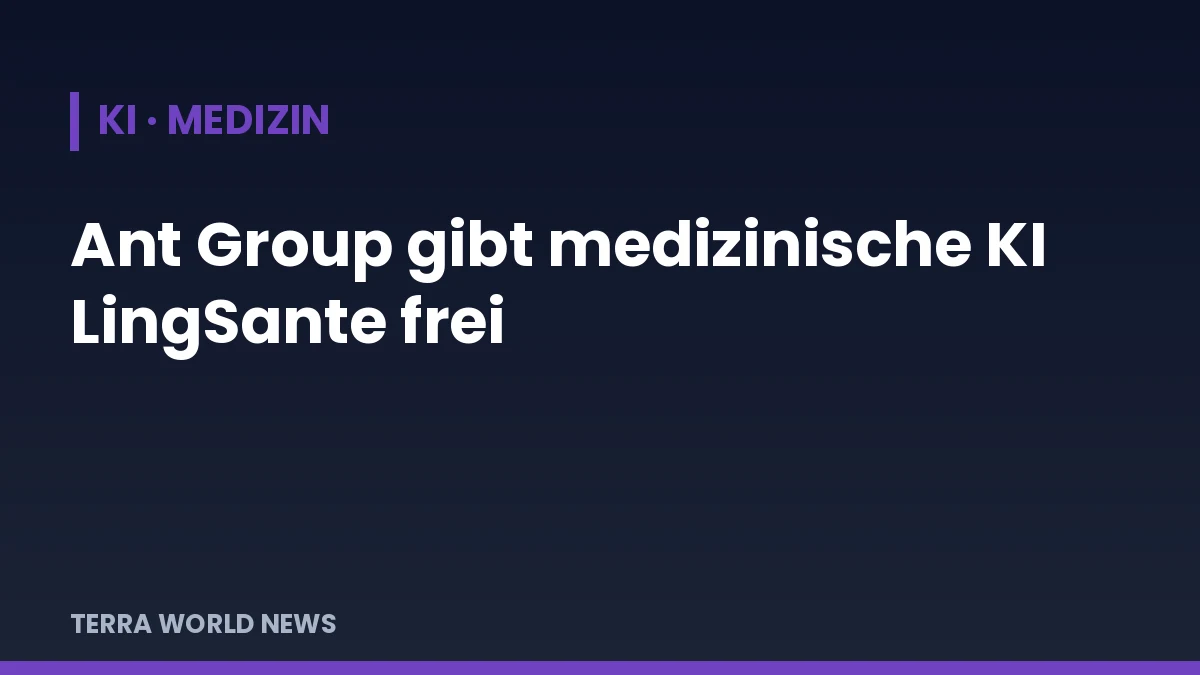 KI · MEDIZIN
Ant Group gibt medizinische KI
LingSante frei
TERRA WORLD NEWS